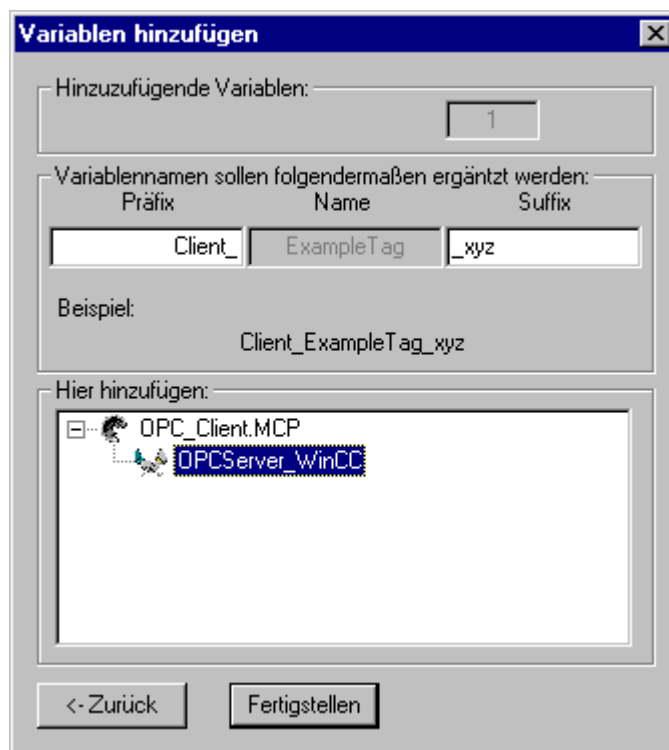 Variablen hinzufügen
Hinzuzufügende Variablen:
1
Variablennamen sollen folgendermaßen ergäntzt werden:
Präfix Name Suffix
Client_ ExampleTag _xyz
Beispiel:
Client_ExampleTag_xyz
Hier hinzufügen:
OPC_Client.MCP
OPCServer_WinCC
<- Zurück Fertigstellen